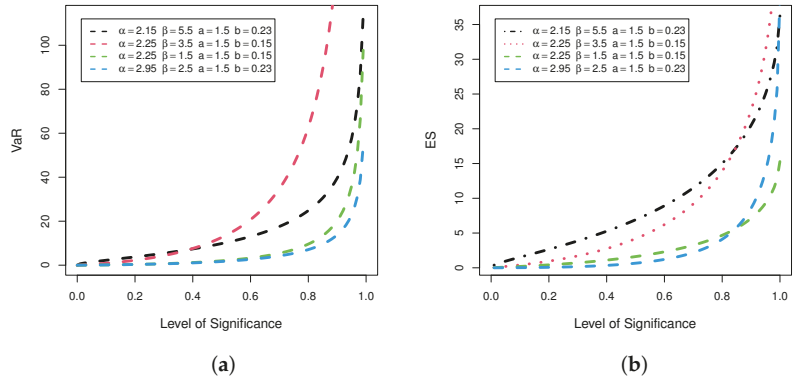 α=2.15 β=5.5 a=1.5 b=0.23
α=2.25 β=3.5 a=1.5 b=0.15
α=2.25 β=1.5 a=1.5 b=0.15
α=2.95 β=2.5 a=1.5 b=0.23
VaR
100
80
60
40
20
0
0.0 0.2 0.4 0.6 0.8 1.0
Level of Significance
(a)
α=2.15 β=5.5 a=1.5 b=0.23
α=2.25 β=3.5 a=1.5 b=0.15
α=2.25 β=1.5 a=1.5 b=0.15
α=2.95 β=2.5 a=1.5 b=0.23
ES
35
30
25
20
15
10
5
0
0.0 0.2 0.4 0.6 0.8 1.0
Level of Significance
(b)